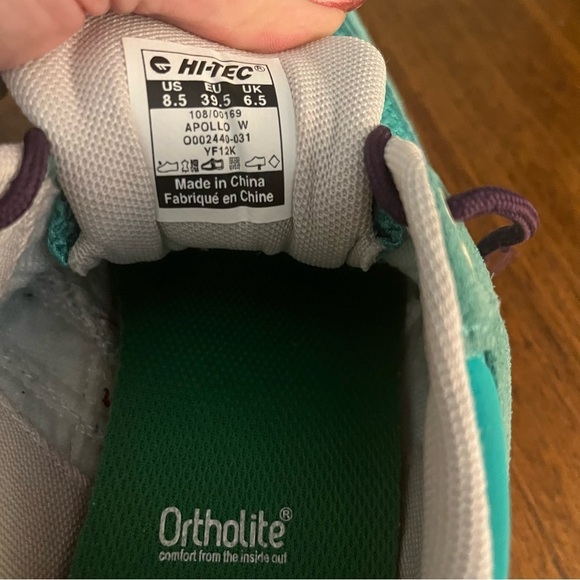 HI-TEC®
US EU UK
8.5 39.5 6.5
108/00169
APOLLO W
O002440-031
YF12K
Made in China
Fabriqué en Chine
Ortholite®
comfort from the inside out